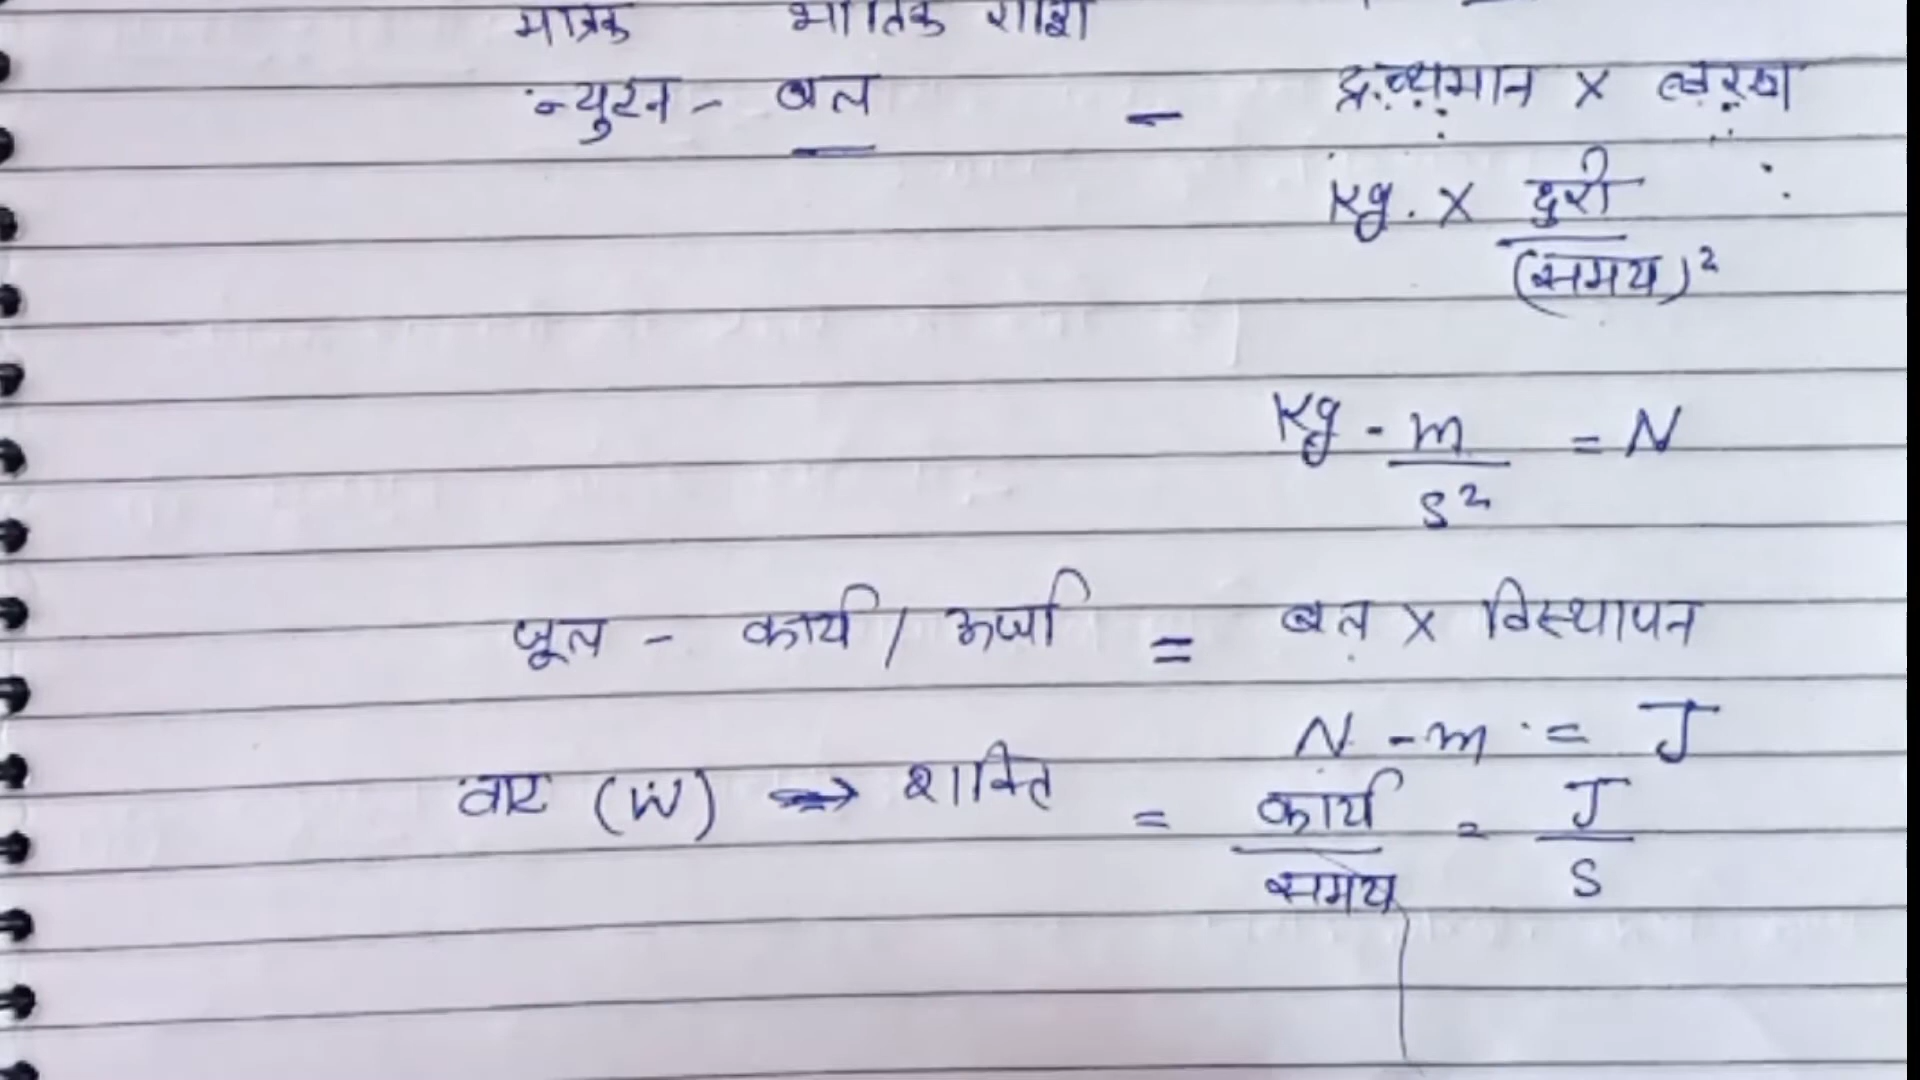 मात्रक भौतिक राशि
न्युटन - बल - द्रव्यमान x त्वरण
Kg. x दुरी / (समय)²
Kg - m / s² = N
जूल - कार्य / ऊर्जा = बल x विस्थापन
N - m = J
वाट (W) → शक्ति = कार्य / समय = J / s